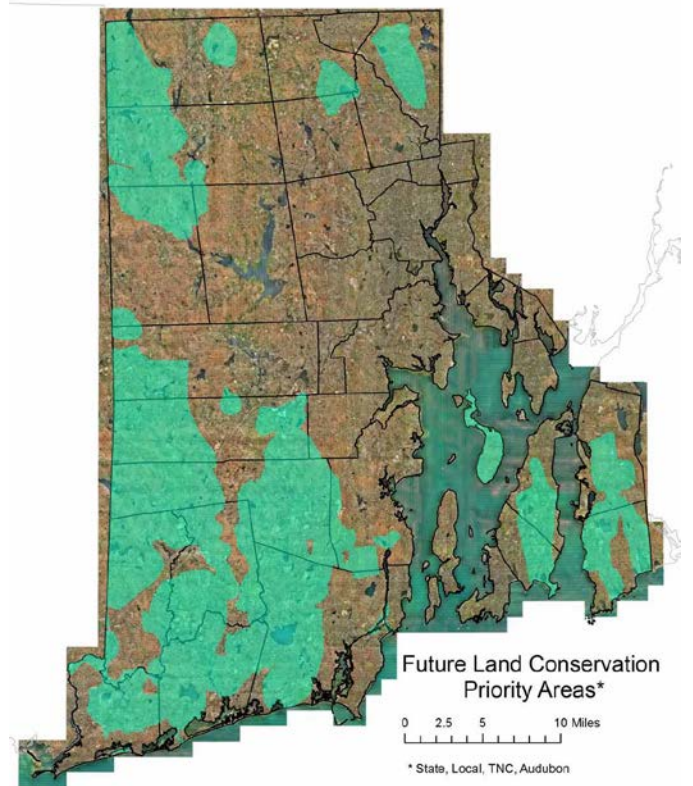 Future Land Conservation
Priority Areas*
0 2.5 5 10 Miles
* State, Local, TNC, Audubon